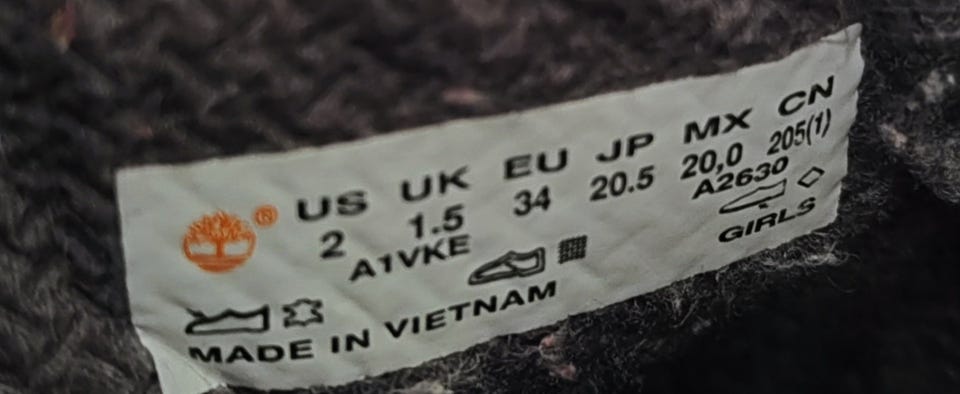 ® US UK EU JP MX CN
2 1.5 34 20.5 20,0 205(1)
A1VKE A2630
GIRLS
MADE IN VIETNAM